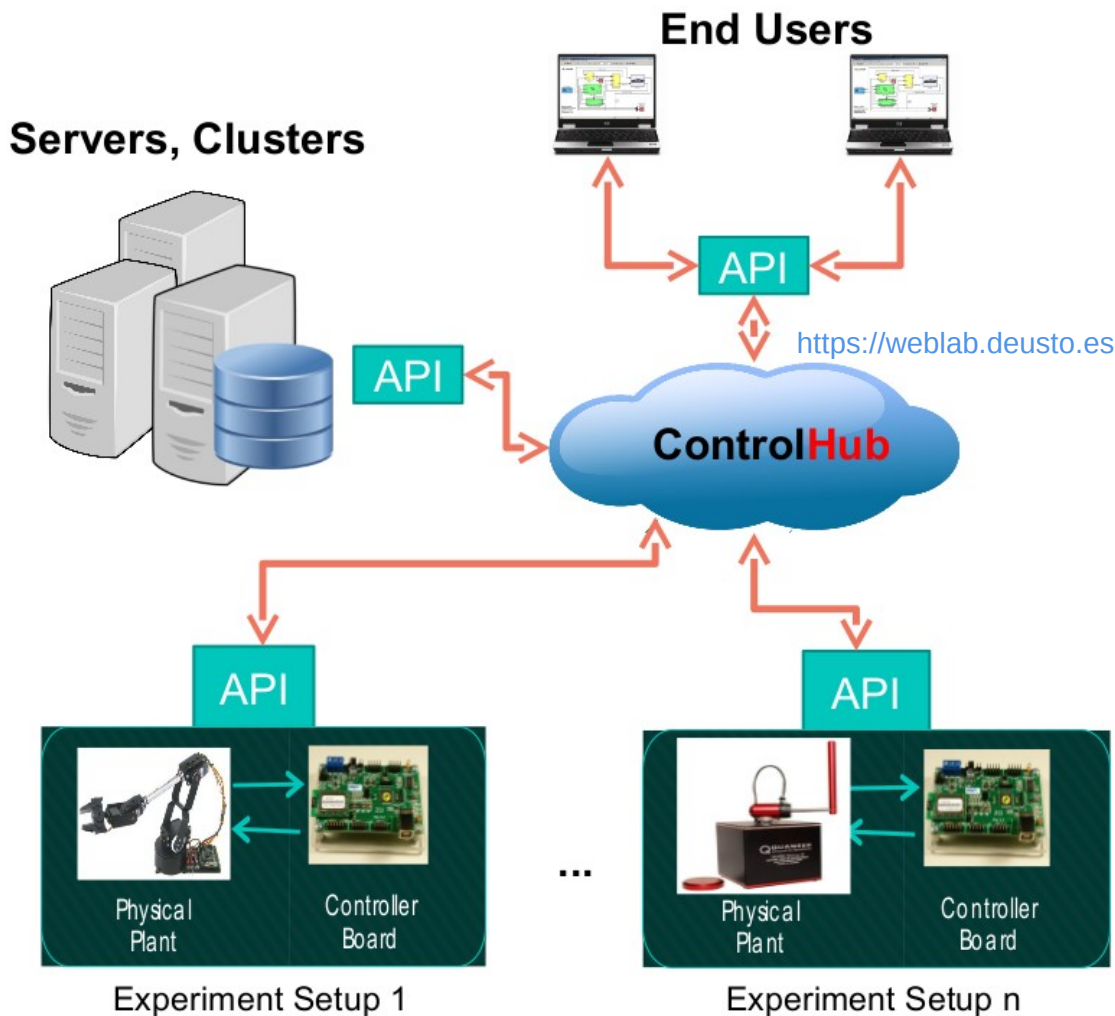 End Users
Servers, Clusters
API
https://weblab.deusto.es
API
ControlHub
API
API
QUANSER
Physical
Plant
Controller
Board
...
Physical
Plant
Controller
Board
Experiment Setup 1
Experiment Setup n